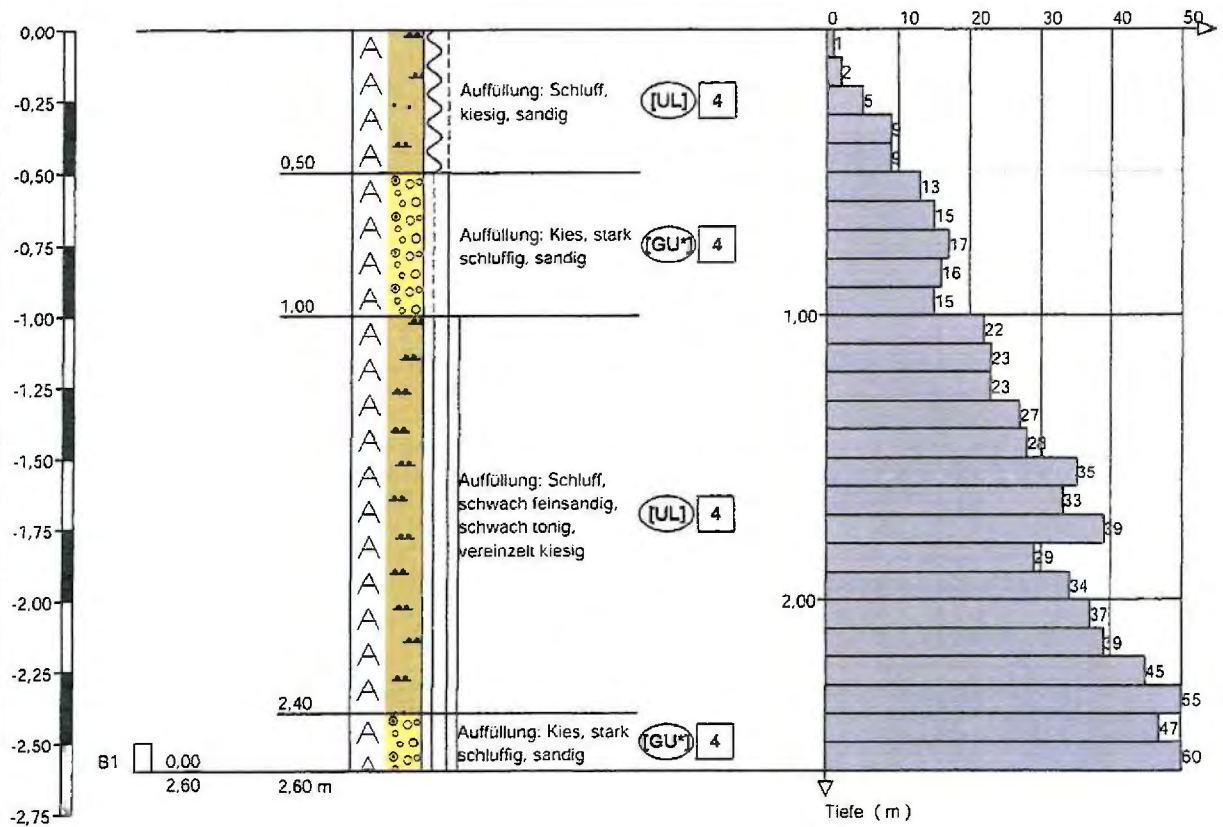 0 10 20 30 40 50
0,00
1
2
-0,25
Auffüllung: Schluff,
kiesig, sandig
[UL] 4
5
9
9
0,50
-0,50
13
15
-0,75
Auffüllung: Kies, stark
schluffig, sandig
[GU*] 4
17
16
15
1,00
-1,00
1,00
22
23
-1,25
23
27
28
-1,50
Auffüllung: Schluff,
schwach feinsandig,
schwach tonig,
vereinzelt kiesig
[UL] 4
35
33
-1,75
39
29
34
-2,00
2,00
37
39
-2,25
45
2,40
55
-2,50
Auffüllung: Kies, stark
schluffig, sandig
[GU*] 4
47
60
B1 0,00
2,60 2,60 m
-2,75
Tiefe ( m )